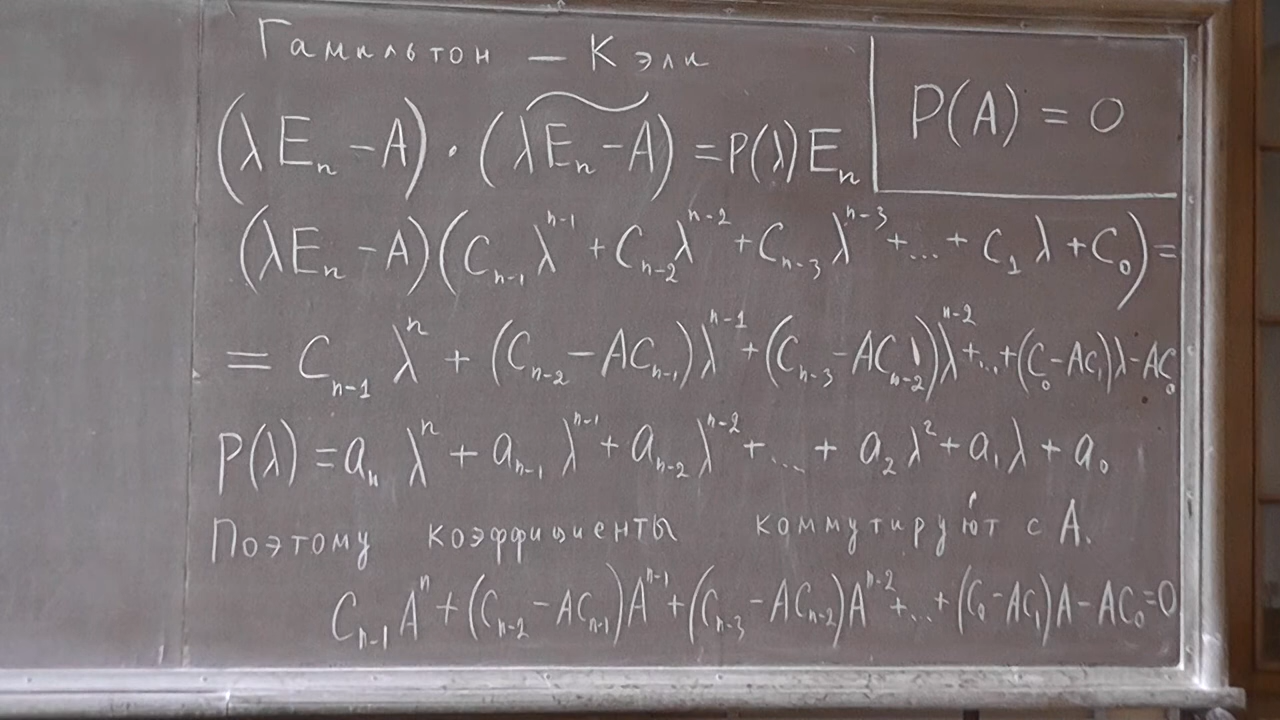 Гамильтон — Кэли
P(A) = 0
(λEₙ − A) · (λEₙ − A)͠ = P(λ)Eₙ
(λEₙ − A)(Cₙ₋₁λⁿ⁻¹ + Cₙ₋₂λⁿ⁻² + Cₙ₋₃λⁿ⁻³ + ... + C₁λ + C₀) =
= Cₙ₋₁λⁿ + (Cₙ₋₂ − ACₙ₋₁)λⁿ⁻¹ + (Cₙ₋₃ − ACₙ₋₂)λⁿ⁻² + ... + (C₀ − AC₁)λ − AC₀
P(λ) = aₙλⁿ + aₙ₋₁λⁿ⁻¹ + aₙ₋₂λⁿ⁻² + ... + a₂λ² + a₁λ + a₀
Поэтому коэффициенты коммутируют с A.
Cₙ₋₁Aⁿ + (Cₙ₋₂ − ACₙ₋₁)Aⁿ⁻¹ + (Cₙ₋₃ − ACₙ₋₂)Aⁿ⁻² + ... + (C₀ − AC₁)A − AC₀ = 0